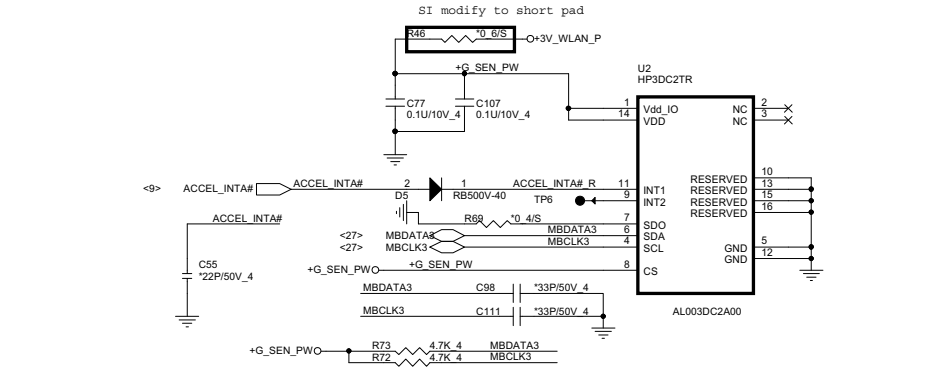 SI modify to short pad
R46 *0_6/S +3V_WLAN_P
+G_SEN_PW
U2
HP3DC2TR
C77
0.1U/10V_4
C107
0.1U/10V_4
1 Vdd_IO NC 2
14 VDD NC 3
RESERVED 10
<9> ACCEL_INTA# ACCEL_INTA# 2 1 ACCEL_INTA#_R 11 INT1 RESERVED 13
D5 RB500V-40 TP6 9 INT2 RESERVED 15
RESERVED 16
ACCEL_INTA# R69 *0_4/S 7 SDO
<27> MBDATA3 MBDATA3 6 SDA
<27> MBCLK3 MBCLK3 4 SCL GND 5
GND 12
C55
*22P/50V_4
+G_SEN_PW +G_SEN_PW 8 CS
MBDATA3 C98 *33P/50V_4
MBCLK3 C111 *33P/50V_4
AL003DC2A00
+G_SEN_PW R73 4.7K_4 MBDATA3
R72 4.7K_4 MBCLK3